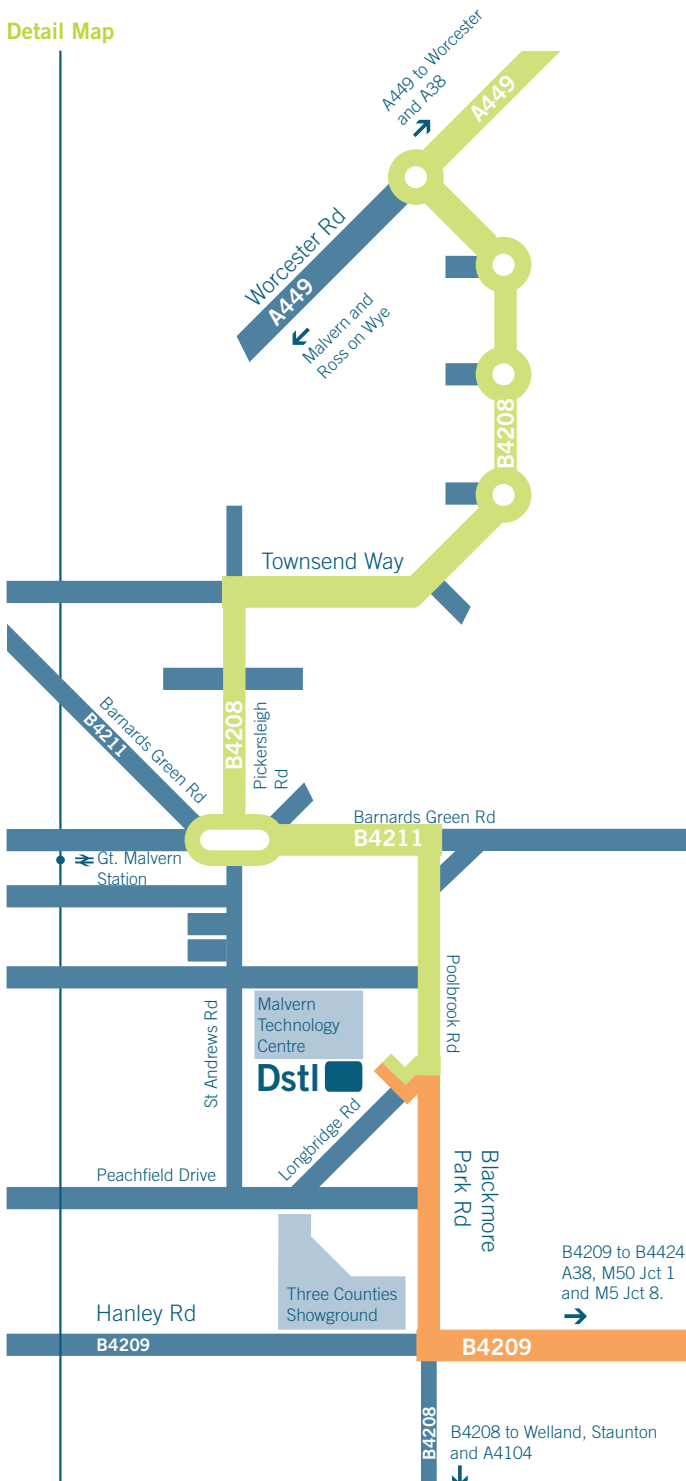 Detail Map
A449 to Worcester
and A38
A449
Worcester Rd
A449
Malvern and
Ross on Wye
B4208
Townsend Way
B4208
Pickersleigh
Rd
Barnards Green Rd
B4211
Barnards Green Rd
B4211
Gt. Malvern
Station
Poolbrook Rd
St Andrews Rd
Malvern
Technology
Centre
Dstl
Longbridge Rd
Peachfield Drive
Blackmore
Park Rd
B4209 to B4424
A38, M50 Jct 1
and M5 Jct 8.
Three Counties
Showground
Hanley Rd
B4209
B4209
B4208
B4208 to Welland, Staunton
and A4104